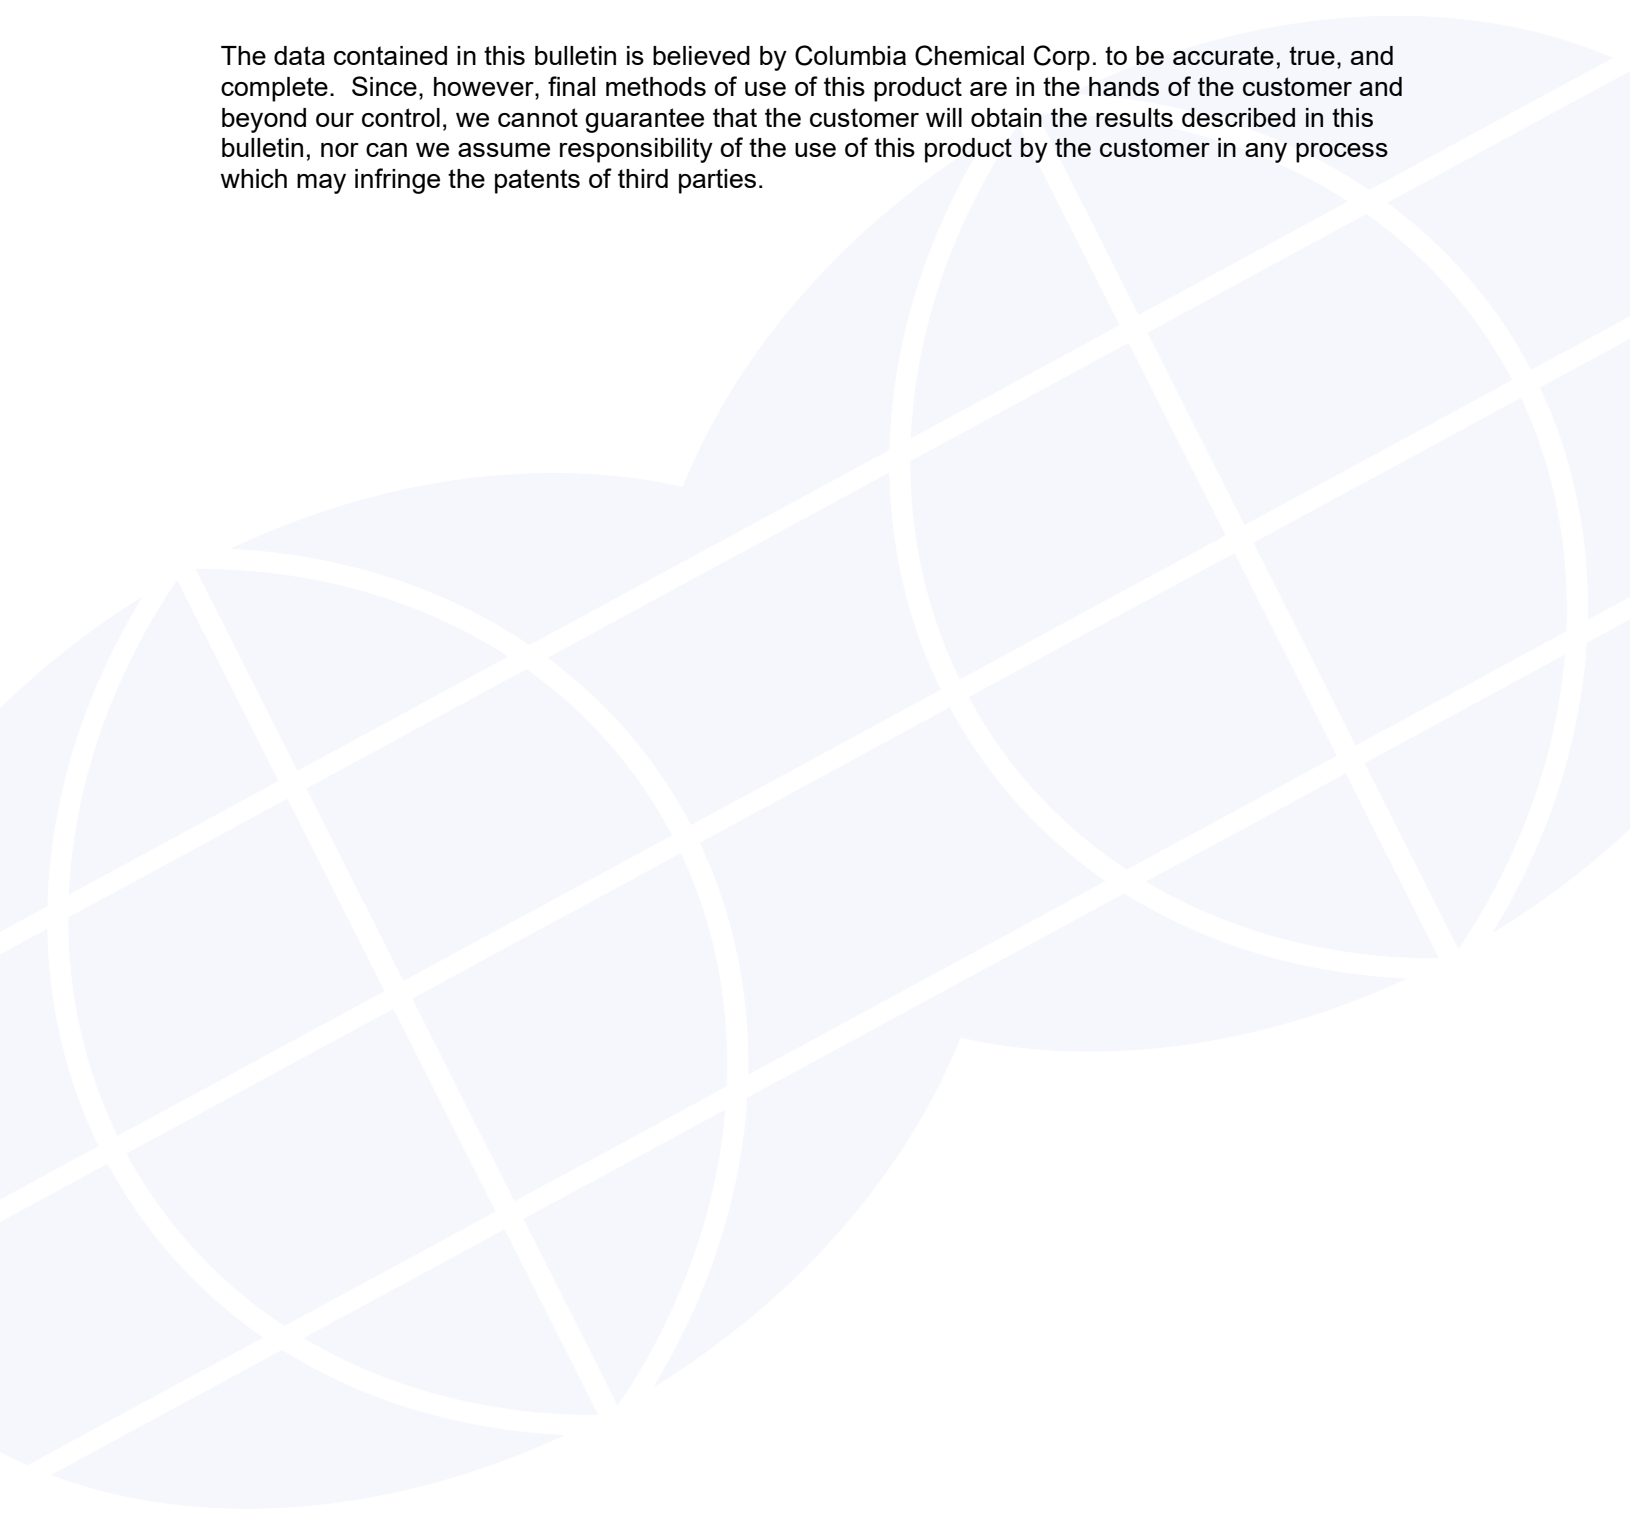 The data contained in this bulletin is believed by Columbia Chemical Corp. to be accurate, true, and
complete.  Since, however, final methods of use of this product are in the hands of the customer and
beyond our control, we cannot guarantee that the customer will obtain the results described in this
bulletin, nor can we assume responsibility of the use of this product by the customer in any process
which may infringe the patents of third parties.